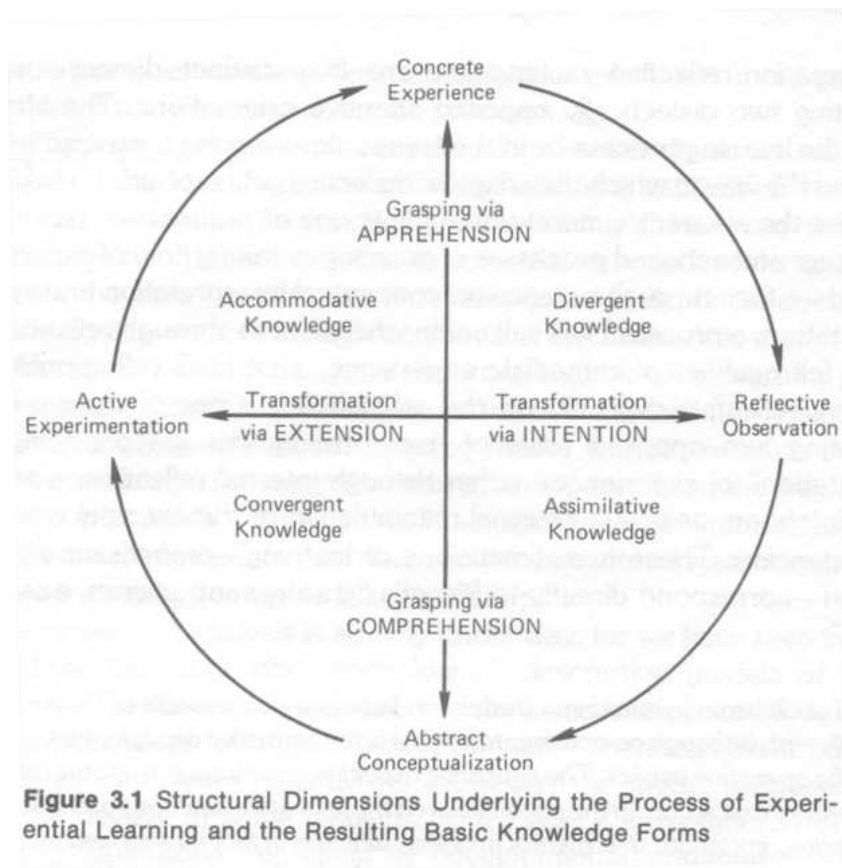 Concrete
Experience
Grasping via
APPREHENSION
Accommodative
Knowledge
Divergent
Knowledge
Active
Experimentation
Transformation
via EXTENSION
Transformation
via INTENTION
Reflective
Observation
Convergent
Knowledge
Assimilative
Knowledge
Grasping via
COMPREHENSION
Abstract
Conceptualization
Figure 3.1 Structural Dimensions Underlying the Process of Experi-
ential Learning and the Resulting Basic Knowledge Forms